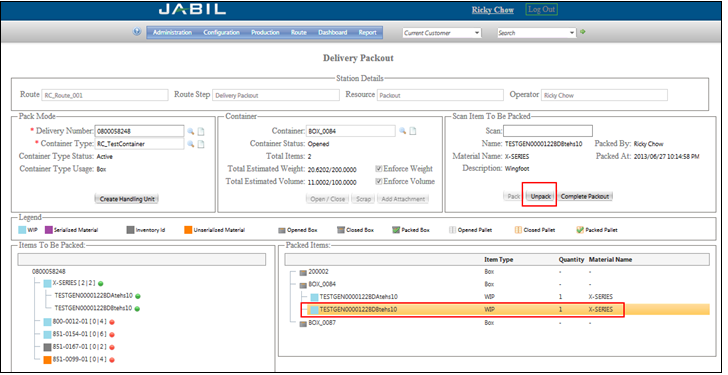 JABIL
Ricky Chow
Log Out
Administration Configuration Production Route Dashboard Report
Current Customer
Search
Delivery Packout
Station Details
Route RC_Route_001 Route Step Delivery Packout Resource Packout Operator Ricky Chow
Pack Mode
* Delivery Number: 0800058248
* Container Type: RC_TestContainer
Container Type Status: Active
Container Type Usage: Box
Create Handling Unit
Container
Container: BOX_0084
Container Status: Opened
Total Items: 2
Total Estimated Weight: 20.6202/200.0000 Enforce Weight
Total Estimated Volume: 11.0002/100.0000 Enforce Volume
Open / Close Scrap Add Attachment
Scan Item To Be Packed
Scan:
Name: TESTGEN00001228DBtehs10 Packed By: Ricky Chow
Material Name: X-SERIES Packed At: 2013/06/27 10:14:58 PM
Description: Wingfoot
Pack Unpack Complete Packout
Legend
WIP Serialized Material Inventory Id Unserialized Material Opened Box Closed Box Packed Box Opened Pallet Closed Pallet Packed Pallet
Items To Be Packed:
0800058248
X-SERIES [ 2 | 2 ]
TESTGEN00001228DAtehs10
TESTGEN00001228DBtehs10
800-0012-01 [ 0 | 4 ]
851-0154-01 [ 0 | 6 ]
851-0167-01 [ 0 | 2 ]
851-0099-01 [ 0 | 4 ]
Packed Items:
Item Type Quantity Material Name
200002 Box - -
BOX_0084 Box - -
TESTGEN00001228DAtehs10 WIP 1 X-SERIES
TESTGEN00001228DBtehs10 WIP 1 X-SERIES
BOX_0087 Box - -